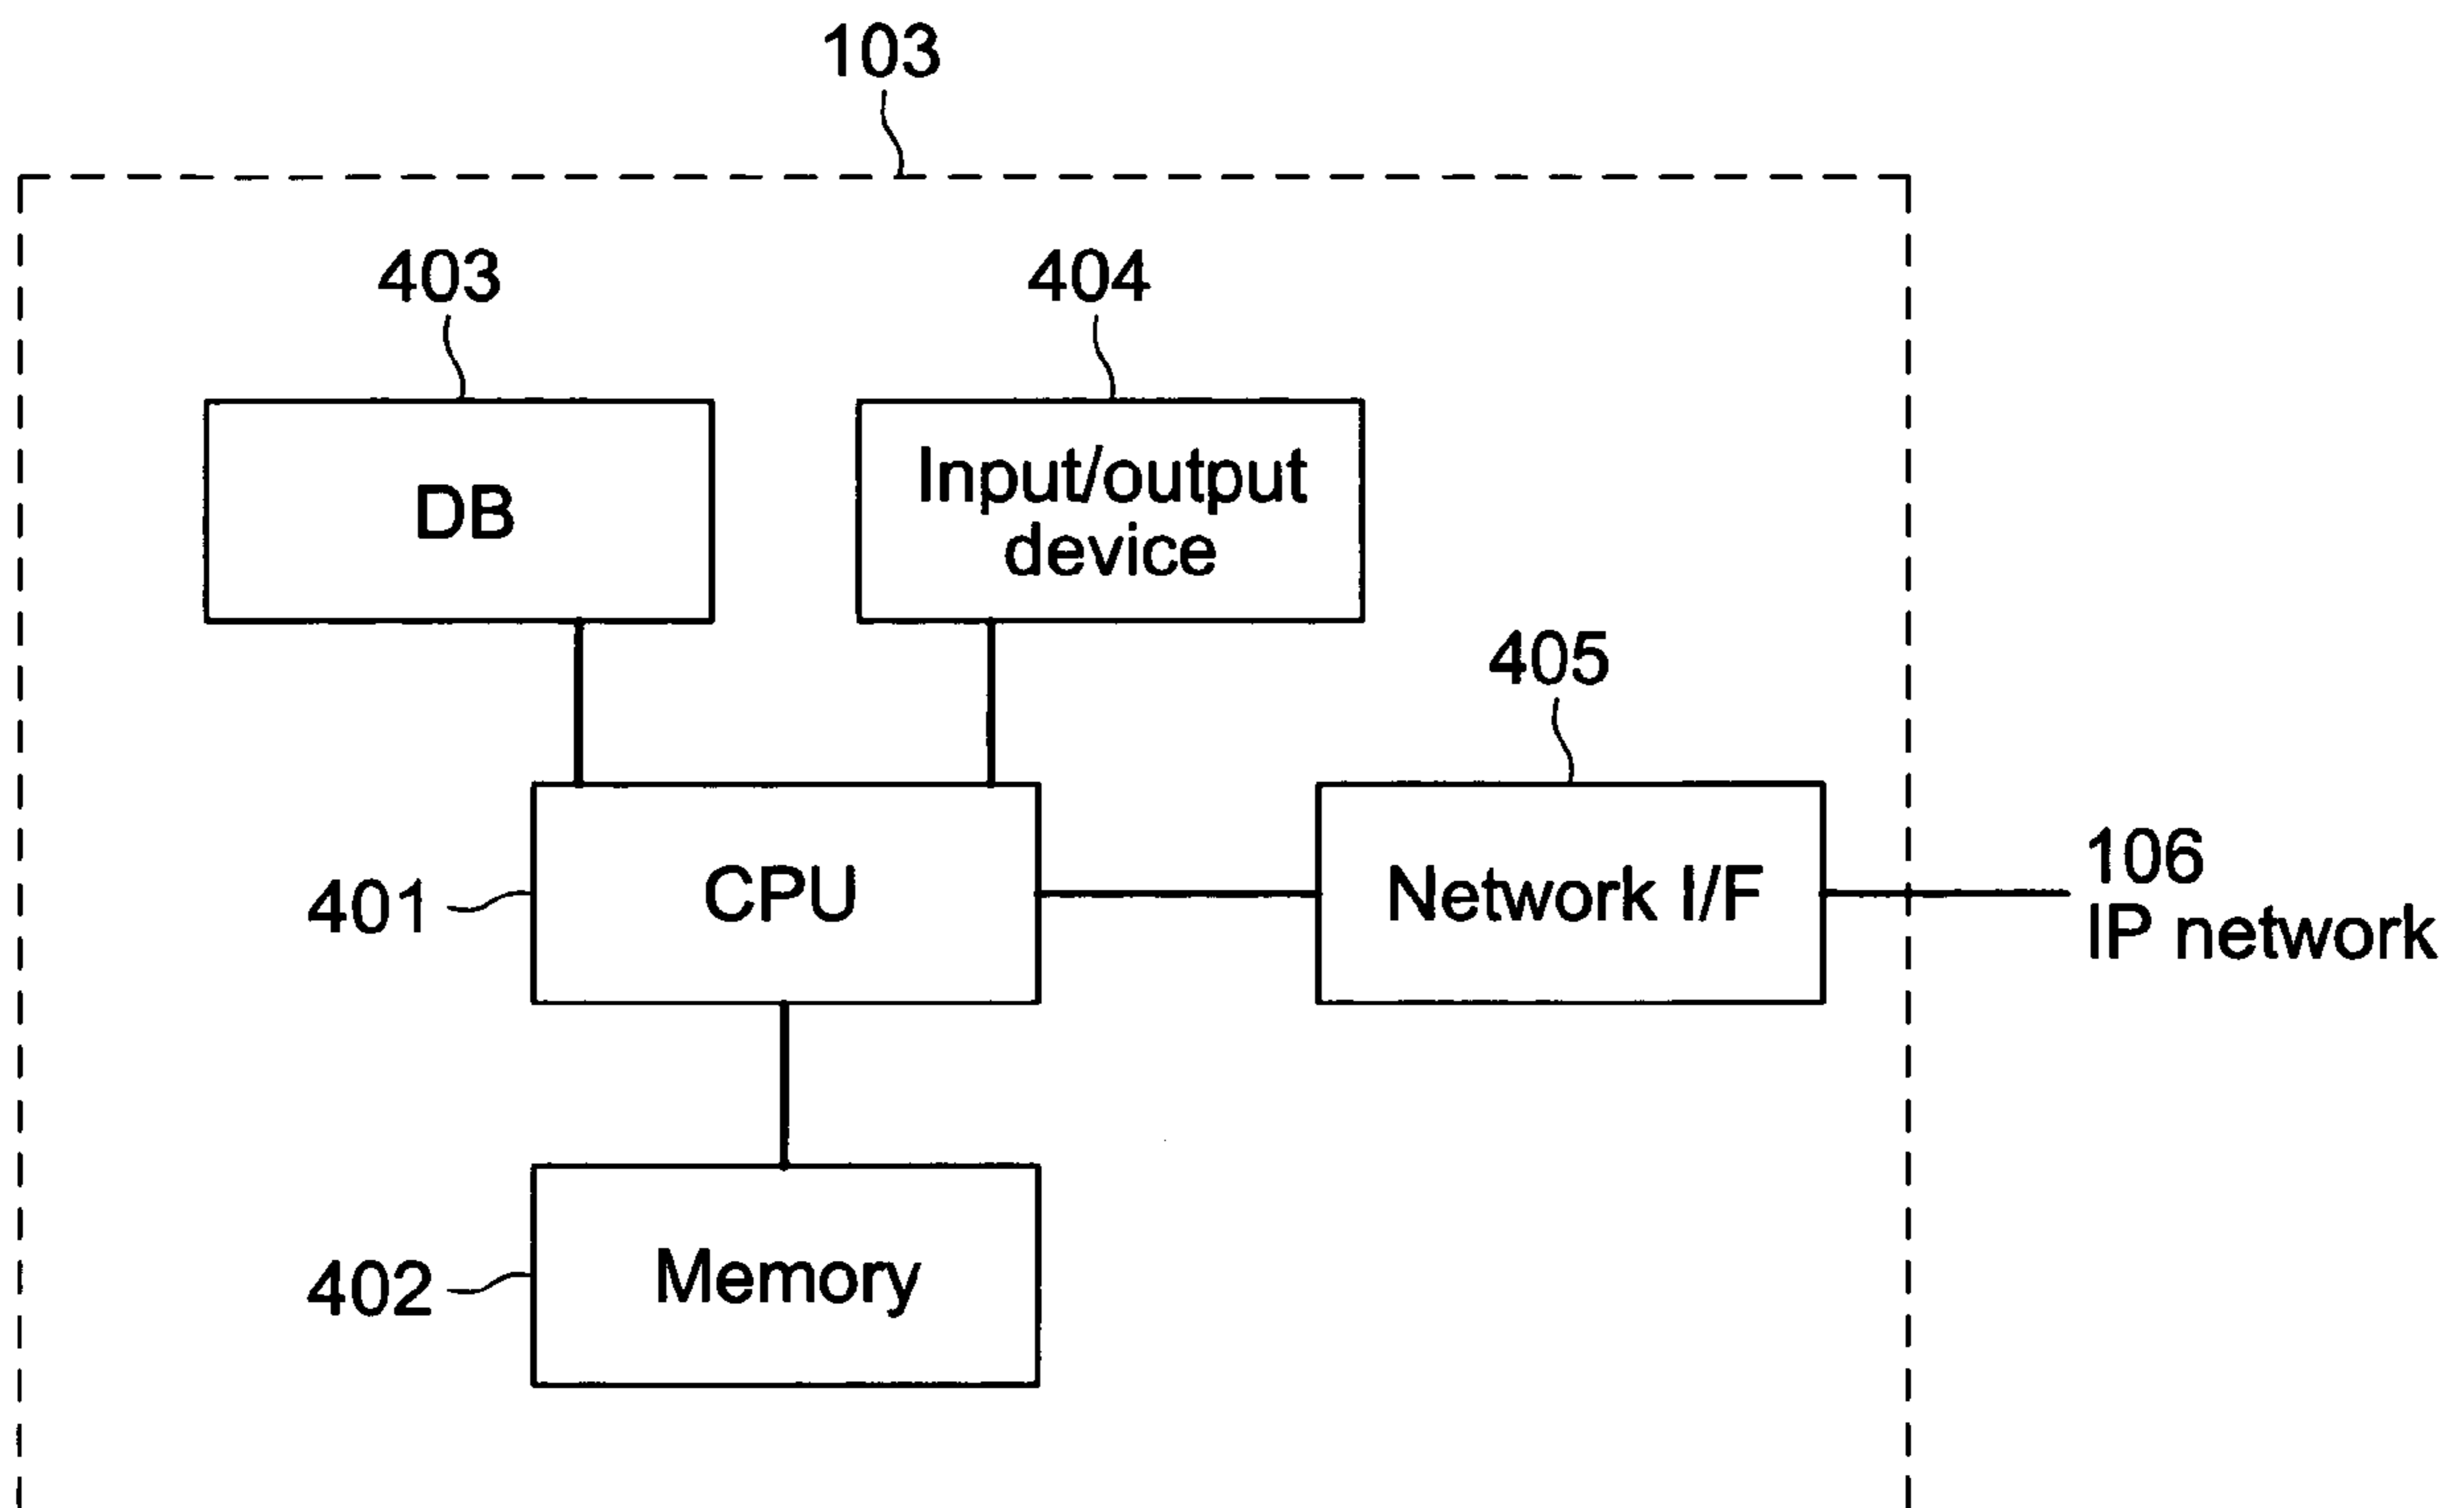 103
403
404
DB
Input/output
device
405
401
CPU
Network I/F
106
IP network
402
Memory